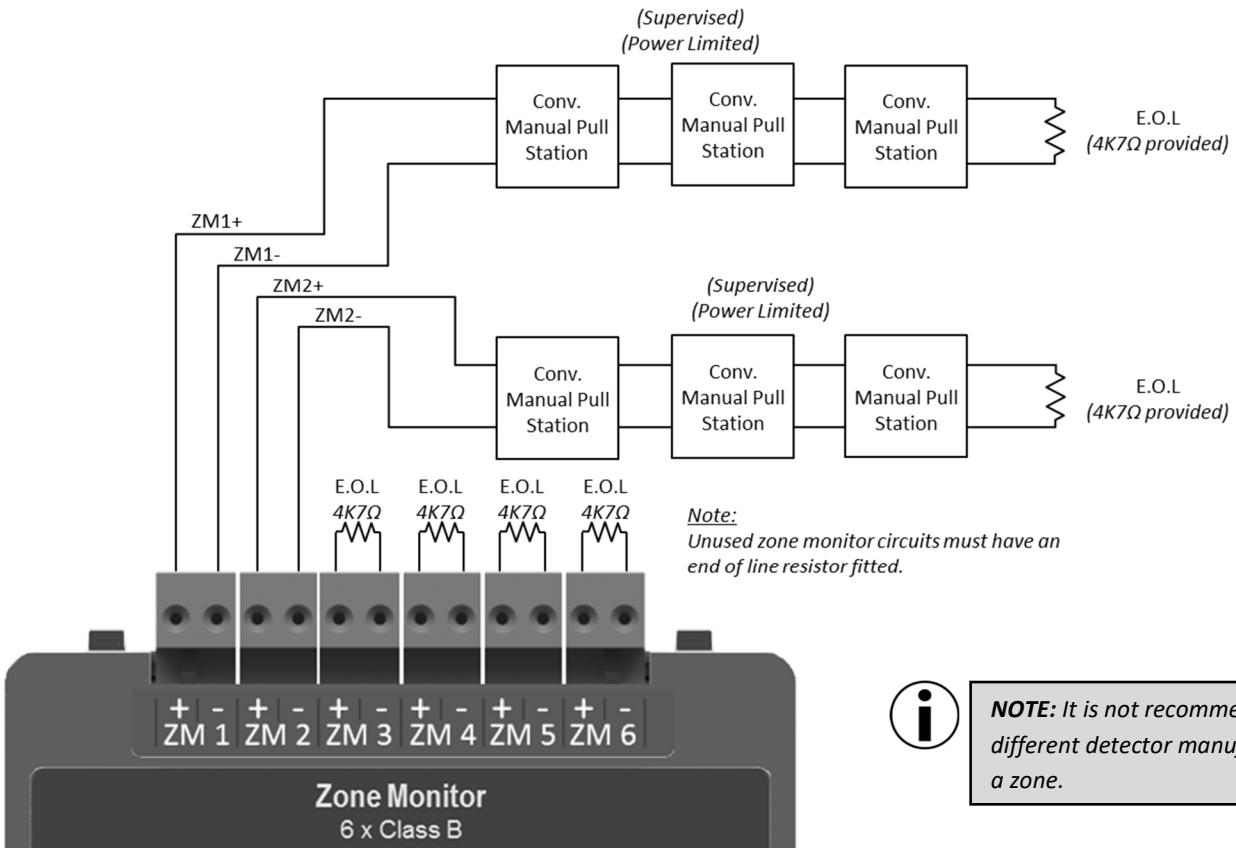 (Supervised)
(Power Limited)
Conv.
Manual Pull
Station
Conv.
Manual Pull
Station
Conv.
Manual Pull
Station
E.O.L
(4K7Ω provided)
ZM1+
ZM1-
ZM2+
ZM2-
(Supervised)
(Power Limited)
Conv.
Manual Pull
Station
Conv.
Manual Pull
Station
Conv.
Manual Pull
Station
E.O.L
(4K7Ω provided)
E.O.L
4K7Ω
E.O.L
4K7Ω
E.O.L
4K7Ω
E.O.L
4K7Ω
Note:
Unused zone monitor circuits must have an
end of line resistor fitted.
+ - + - + - + - + - + -
ZM 1 ZM 2 ZM 3 ZM 4 ZM 5 ZM 6
Zone Monitor
6 x Class B
i
NOTE: It is not
different detector
a zone.